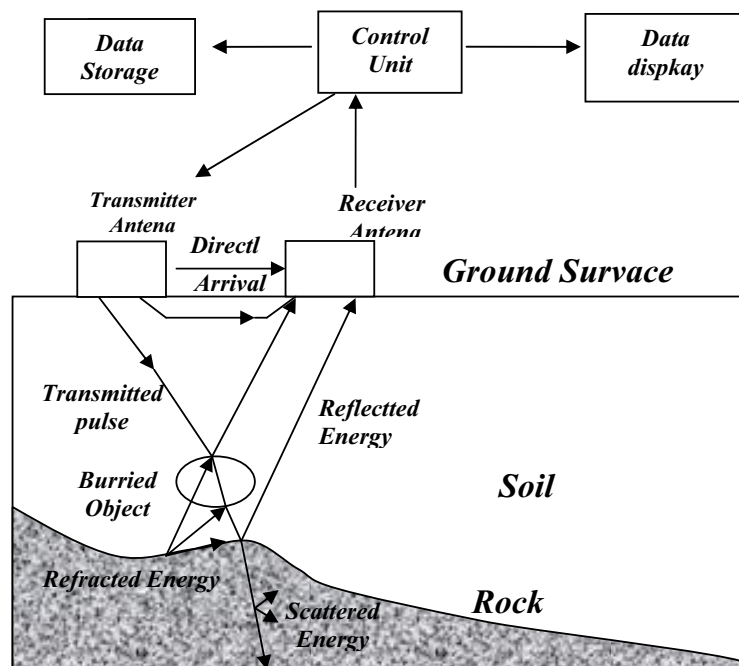 Data
Storage
Control
Unit
Data
dispkay
Transmitter
Antena
Receiver
Antena
Directl
Arrival
Ground Survace
Transmitted
pulse
Reflectted
Energy
Burried
Object
Soil
Refracted Energy
Rock
Scattered
Energy